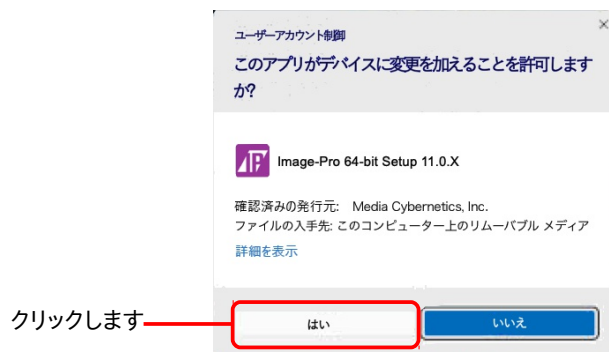 ユーザーアカウント制御
このアプリがデバイスに変更を加えることを許可します
か?
Image-Pro 64-bit Setup 11.0.X
確認済みの発行元: Media Cybernetics, Inc.
ファイルの入手先: このコンピューター上のリムーバブル メディア
詳細を表示
クリックします
はい
いいえ